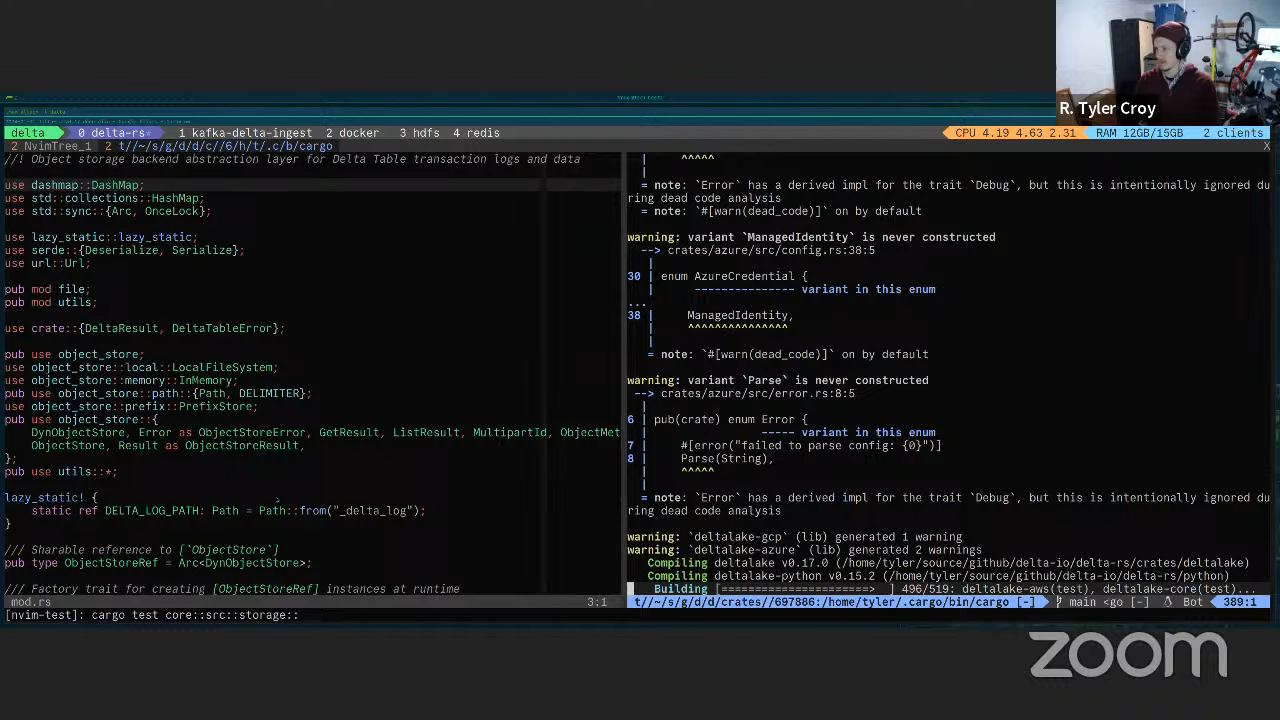 R. Tyler Croy
delta 0 delta-rs* 1 kafka-delta-ingest 2 docker 3 hdfs 4 redis CPU 4.19 4.63 2.31 RAM 12GB/15GB 2 clients
2 NvimTree_1 2 t//~/s/g/d/d/c//6/h/t/.c/b/cargo X
//! Object storage backend abstraction layer for Delta Table transaction logs and data
use dashmap::DashMap;
use std::collections::HashMap;
use std::sync::{Arc, OnceLock};
use lazy_static::lazy_static;
use serde::{Deserialize, Serialize};
use url::Url;
pub mod file;
pub mod utils;
use crate::{DeltaResult, DeltaTableError};
pub use object_store;
pub use object_store::local::LocalFileSystem;
pub use object_store::memory::InMemory;
pub use object_store::path::{Path, DELIMITER};
pub use object_store::prefix::PrefixStore;
pub use object_store::{
DynObjectStore, Error as ObjectStoreError, GetResult, ListResult, MultipartId, ObjectMet
ObjectStore, Result as ObjectStoreResult,
};
pub use utils::*;
lazy_static! {
static ref DELTA_LOG_PATH: Path = Path::from("_delta_log");
}
/// Sharable reference to [`ObjectStore`]
pub type ObjectStoreRef = Arc<DynObjectStore>;
/// Factory trait for creating [ObjectStoreRef] instances at runtime
mod.rs 3:1
[nvim-test]: cargo test core::src::storage::
| ^^^^^
|
= note: `Error` has a derived impl for the trait `Debug`, but this is intentionally ignored du
ring dead code analysis
= note: `#[warn(dead_code)]` on by default
warning: variant `ManagedIdentity` is never constructed
--> crates/azure/src/config.rs:38:5
|
30 | enum AzureCredential {
| --------------- variant in this enum
...
38 | ManagedIdentity,
| ^^^^^^^^^^^^^^^
|
= note: `#[warn(dead_code)]` on by default
warning: variant `Parse` is never constructed
--> crates/azure/src/error.rs:8:5
|
6 | pub(crate) enum Error {
| ----- variant in this enum
7 | #[error("failed to parse config: {0}")]
8 | Parse(String),
| ^^^^^
|
= note: `Error` has a derived impl for the trait `Debug`, but this is intentionally ignored du
ring dead code analysis
warning: `deltalake-gcp` (lib) generated 1 warning
warning: `deltalake-azure` (lib) generated 2 warnings
Compiling deltalake v0.17.0 (/home/tyler/source/github/delta-io/delta-rs/crates/deltalake)
Compiling deltalake-python v0.15.2 (/home/tyler/source/github/delta-io/delta-rs/python)
Building [=====================> ] 496/519: deltalake-aws(test), deltalake-core(test)...
t//~/s/g/d/d/crates//697886:/home/tyler/.cargo/bin/cargo [-] main <go [-] Bot 389:1
zoom